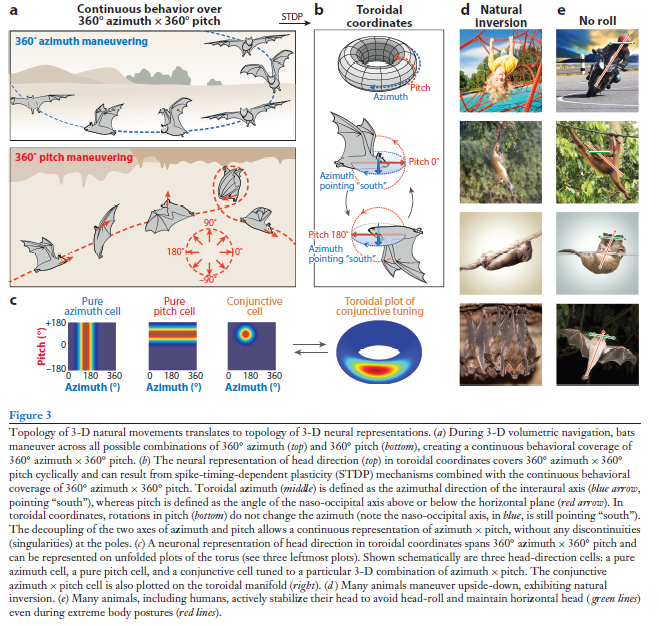 a Continuous behavior over
360° azimuth × 360° pitch
STDP
b Toroidal
coordinates
d Natural
inversion
e No roll
360° azimuth maneuvering
Pitch
Azimuth
360° pitch maneuvering
Pitch 0°
Azimuth
pointing “south”
90°
180°
0°
–90°
Pitch 180°
Azimuth
pointing “south”
c Pure
azimuth cell
Pure
pitch cell
Conjunctive
cell
Toroidal plot of
conjunctive tuning
Pitch (°)
+180
0
–180
0 180 360
0 180 360
0 180 360
Azimuth (°)
Azimuth (°)
Azimuth (°)
Figure 3
Topology of 3-D natural movements translates to topology of 3-D neural representations. (a) During 3-D volumetric navigation, bats
maneuver across all possible combinations of 360° azimuth (top) and 360° pitch (bottom), creating a continuous behavioral coverage of
360° azimuth × 360° pitch. (b) The neural representation of head direction (top) in toroidal coordinates covers 360° azimuth × 360°
pitch cyclically and can result from spike-timing-dependent plasticity (STDP) mechanisms combined with the continuous behavioral
coverage of 360° azimuth × 360° pitch. Toroidal azimuth (middle) is defined as the azimuthal direction of the interaural axis (blue arrow,
pointing “south”), whereas pitch is defined as the angle of the naso-occipital axis above or below the horizontal plane (red arrow). In
toroidal coordinates, rotations in pitch (bottom) do not change the azimuth (note the naso-occipital axis, in blue, is still pointing “south”).
The decoupling of the two axes of azimuth and pitch allows a continuous representation of azimuth × pitch, without any discontinuities
(singularities) at the poles. (c) A neuronal representation of head direction in toroidal coordinates spans 360° azimuth × 360° pitch and
can be represented on unfolded plots of the torus (see three leftmost plots). Shown schematically are three head-direction cells: a pure
azimuth cell, a pure pitch cell, and a conjunctive cell tuned to a particular 3-D combination of azimuth × pitch. The conjunctive
azimuth × pitch cell is also plotted on the toroidal manifold (right). (d) Many animals maneuver upside-down, exhibiting natural
inversion. (e) Many animals, including humans, actively stabilize their head to avoid head-roll and maintain horizontal head (green lines)
even during extreme body postures (red lines).